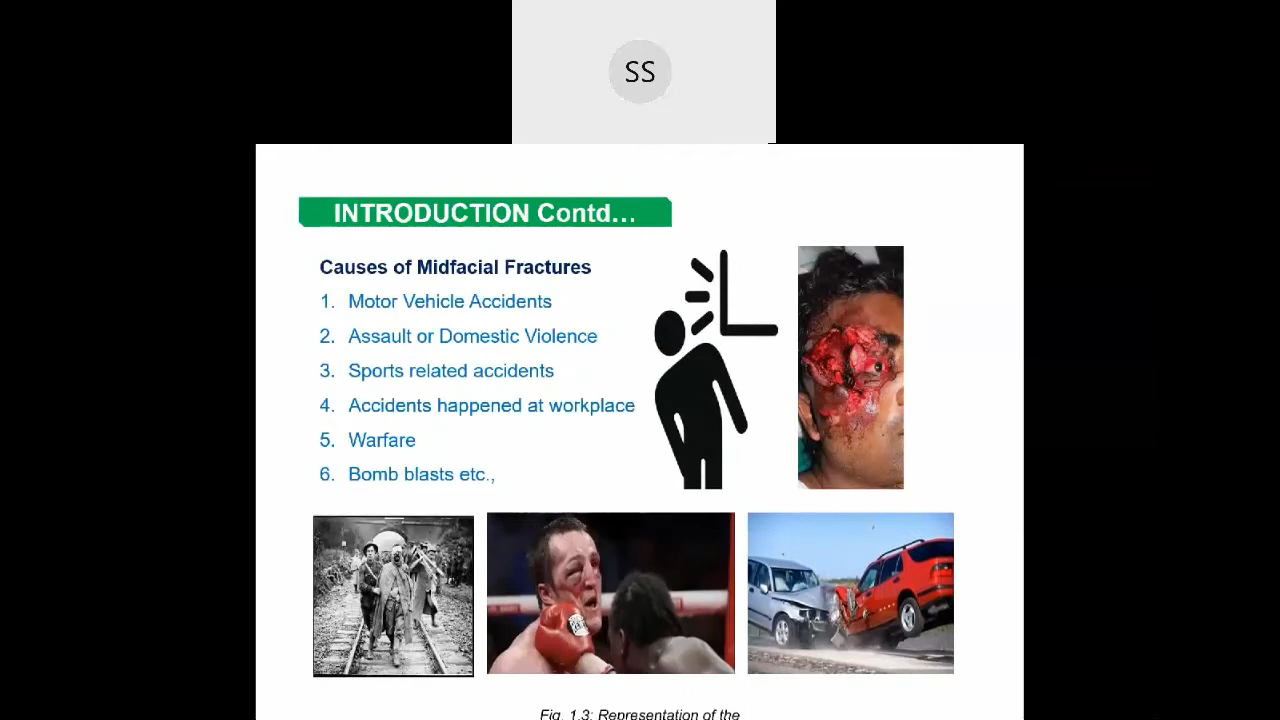 SS
INTRODUCTION Contd...
Causes of Midfacial Fractures
1. Motor Vehicle Accidents
2. Assault or Domestic Violence
3. Sports related accidents
4. Accidents happened at workplace
5. Warfare
6. Bomb blasts etc.,
Fig. 1.3: Representation of the